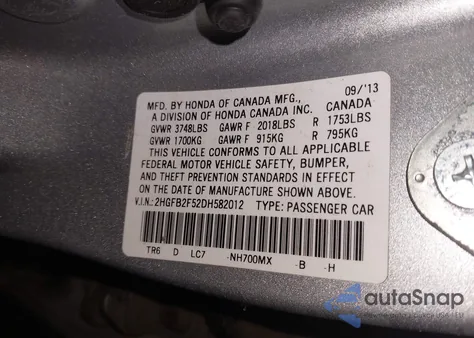 09/'13
MFD. BY HONDA OF CANADA MFG., CANADA
A DIVISION OF HONDA CANADA INC.
GVWR 3748LBS GAWR F 2018LBS R 1753LBS
GVWR 1700KG GAWR F 915KG R 795KG
THIS VEHICLE CONFORMS TO ALL APPLICABLE
FEDERAL MOTOR VEHICLE SAFETY, BUMPER,
AND THEFT PREVENTION STANDARDS IN EFFECT
ON THE DATE OF MANUFACTURE SHOWN ABOVE.
V.I.N.: 2HGFB2F52DH582012 TYPE: PASSENGER CAR
TR6 D LC7 -NH700MX -B -H
autaSnap